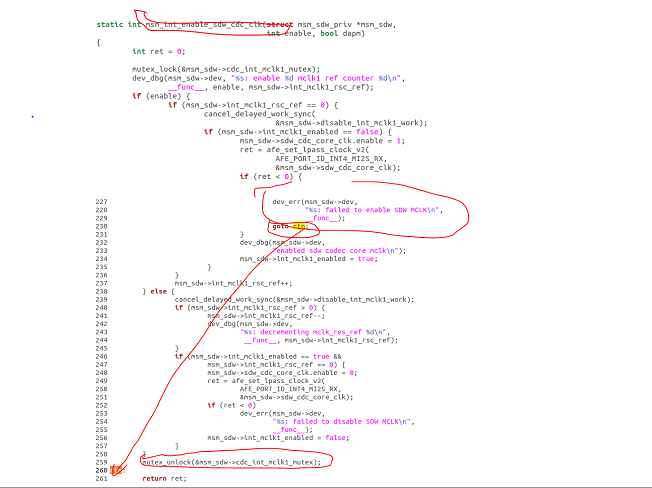 static int msm_int_enable_sdw_cdc_clk(struct msm_sdw_priv *msm_sdw,
int enable, bool dapm)
{
int ret = 0;
mutex_lock(&msm_sdw->cdc_int_mclk1_mutex);
dev_dbg(msm_sdw->dev, "%s: enable %d mclk1 ref counter %d\n",
__func__, enable, msm_sdw->int_mclk1_rsc_ref);
if (enable) {
if (msm_sdw->int_mclk1_rsc_ref == 0) {
cancel_delayed_work_sync(
&msm_sdw->disable_int_mclk1_work);
if (msm_sdw->int_mclk1_enabled == false) {
msm_sdw->sdw_cdc_core_clk.enable = 1;
ret = afe_set_lpass_clock_v2(
AFE_PORT_ID_INT4_MI2S_RX,
&msm_sdw->sdw_cdc_core_clk);
if (ret < 0) {
227 dev_err(msm_sdw->dev,
228 "%s: failed to enable SDW MCLK\n",
229 __func__);
230 goto rtn;
231 }
232 dev_dbg(msm_sdw->dev,
233 "enabled sdw codec core mclk\n");
234 msm_sdw->int_mclk1_enabled = true;
235 }
236 }
237 msm_sdw->int_mclk1_rsc_ref++;
238 } else {
239 cancel_delayed_work_sync(&msm_sdw->disable_int_mclk1_work);
240 if (msm_sdw->int_mclk1_rsc_ref > 0) {
241 msm_sdw->int_mclk1_rsc_ref--;
242 dev_dbg(msm_sdw->dev,
243 "%s: decrementing mclk_res_ref %d\n",
244 __func__, msm_sdw->int_mclk1_rsc_ref);
245 }
246 if (msm_sdw->int_mclk1_enabled == true &&
247 msm_sdw->int_mclk1_rsc_ref == 0) {
248 msm_sdw->sdw_cdc_core_clk.enable = 0;
249 ret = afe_set_lpass_clock_v2(
250 AFE_PORT_ID_INT4_MI2S_RX,
251 &msm_sdw->sdw_cdc_core_clk);
252 if (ret < 0)
253 dev_err(msm_sdw->dev,
254 "%s: failed to disable SDW MCLK\n",
255 __func__);
256 msm_sdw->int_mclk1_enabled = false;
257 }
258 }
259 mutex_unlock(&msm_sdw->cdc_int_mclk1_mutex);
260 rtn:
261 return ret;